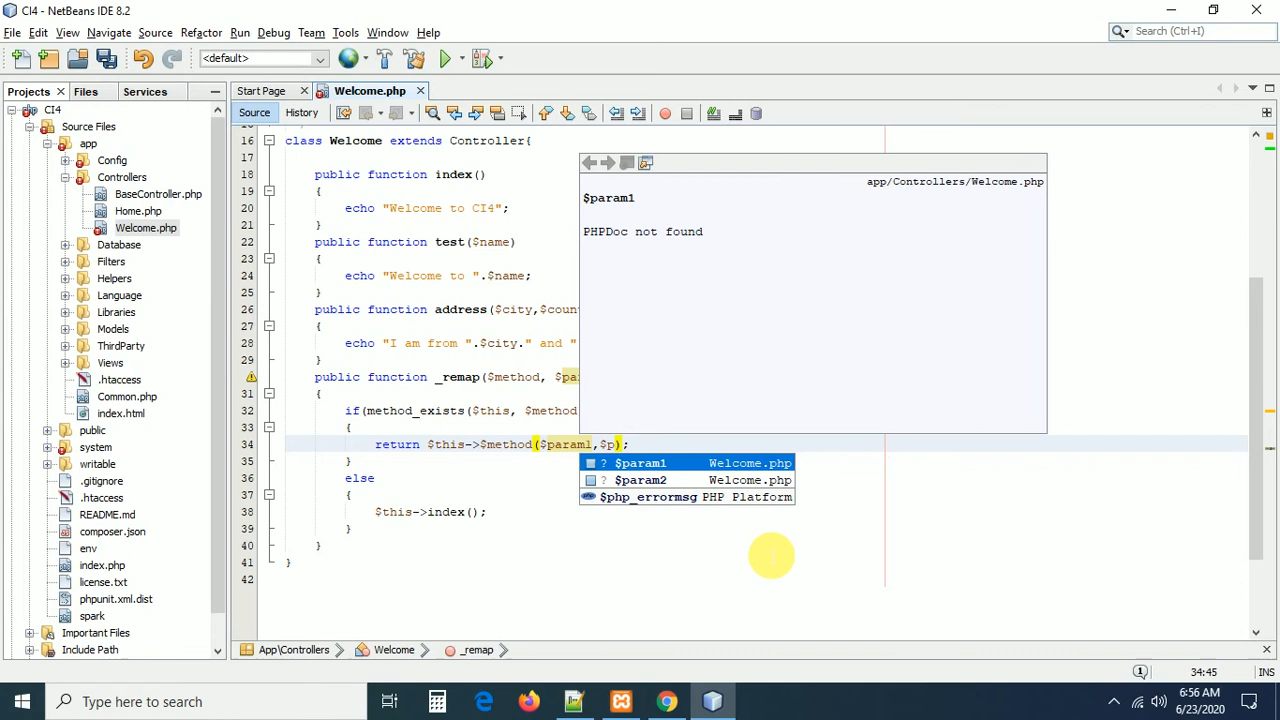 CI4 - NetBeans IDE 8.2
File Edit View Navigate Source Refactor Run Debug Team Tools Window Help
Search (Ctrl+I)
<default>
Projects Files Services
Start Page Welcome.php
Source History
CI4
Source Files
app
Config
Controllers
BaseController.php
Home.php
Welcome.php
Database
Filters
Helpers
Language
Libraries
Models
ThirdParty
Views
.htaccess
Common.php
index.html
public
system
writable
.gitignore
.htaccess
README.md
composer.json
env
index.php
license.txt
phpunit.xml.dist
spark
Important Files
Include Path
16 class Welcome extends Controller{
17
18 public function index()
19 {
20 echo "Welcome to CI4";
21 }
22 public function test($name)
23 {
24 echo "Welcome to ".$name;
25 }
26 public function address($city,$coun
27 {
28 echo "I am from ".$city." and "
29 }
public function _remap($method, $pa
31 {
32 if(method_exists($this, $method
33 {
34 return $this->$method($param1,$p);
35 }
36 else
37 {
38 $this->index();
39 }
40 }
41 }
42
app/Controllers/Welcome.php
$param1
PHPDoc not found
? $param1 Welcome.php
? $param2 Welcome.php
php $php_errormsg PHP Platform
App\Controllers Welcome _remap
34:45 INS
Type here to search
6:56 AM
6/23/2020